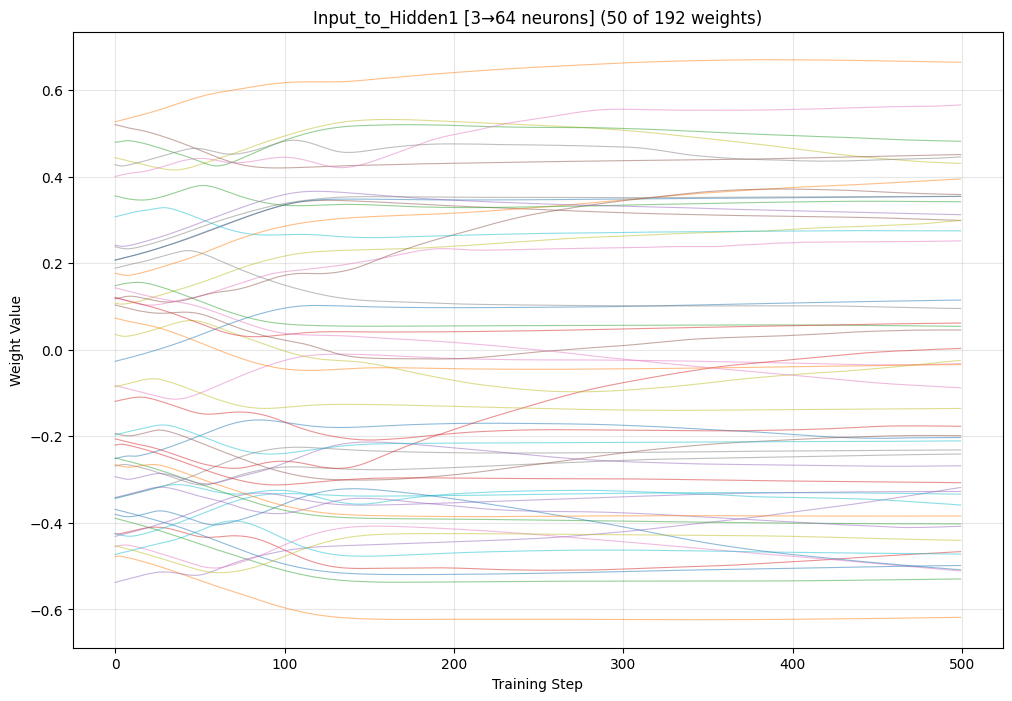 Input_to_Hidden1 [3→64 neurons] (50 of 192 weights)
Weight Value
0.6
0.4
0.2
0.0
−0.2
−0.4
−0.6
0 100 200 300 400 500
Training Step